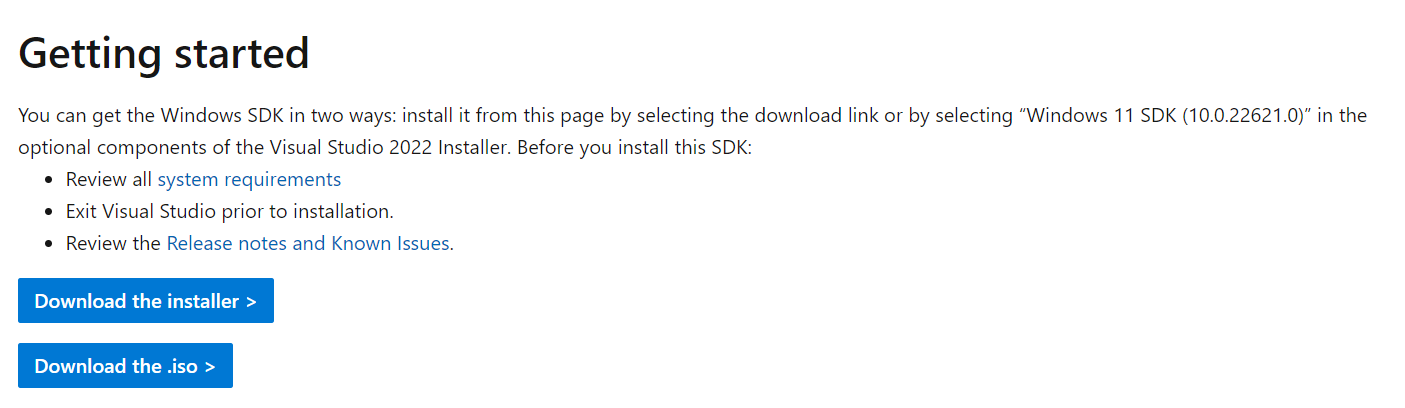 Getting started
You can get the Windows SDK in two ways: install it from this page by selecting the download link or by selecting “Windows 11 SDK (10.0.22621.0)” in the
optional components of the Visual Studio 2022 Installer. Before you install this SDK:
• Review all system requirements
• Exit Visual Studio prior to installation.
• Review the Release notes and Known Issues.
Download the installer >
Download the .iso >